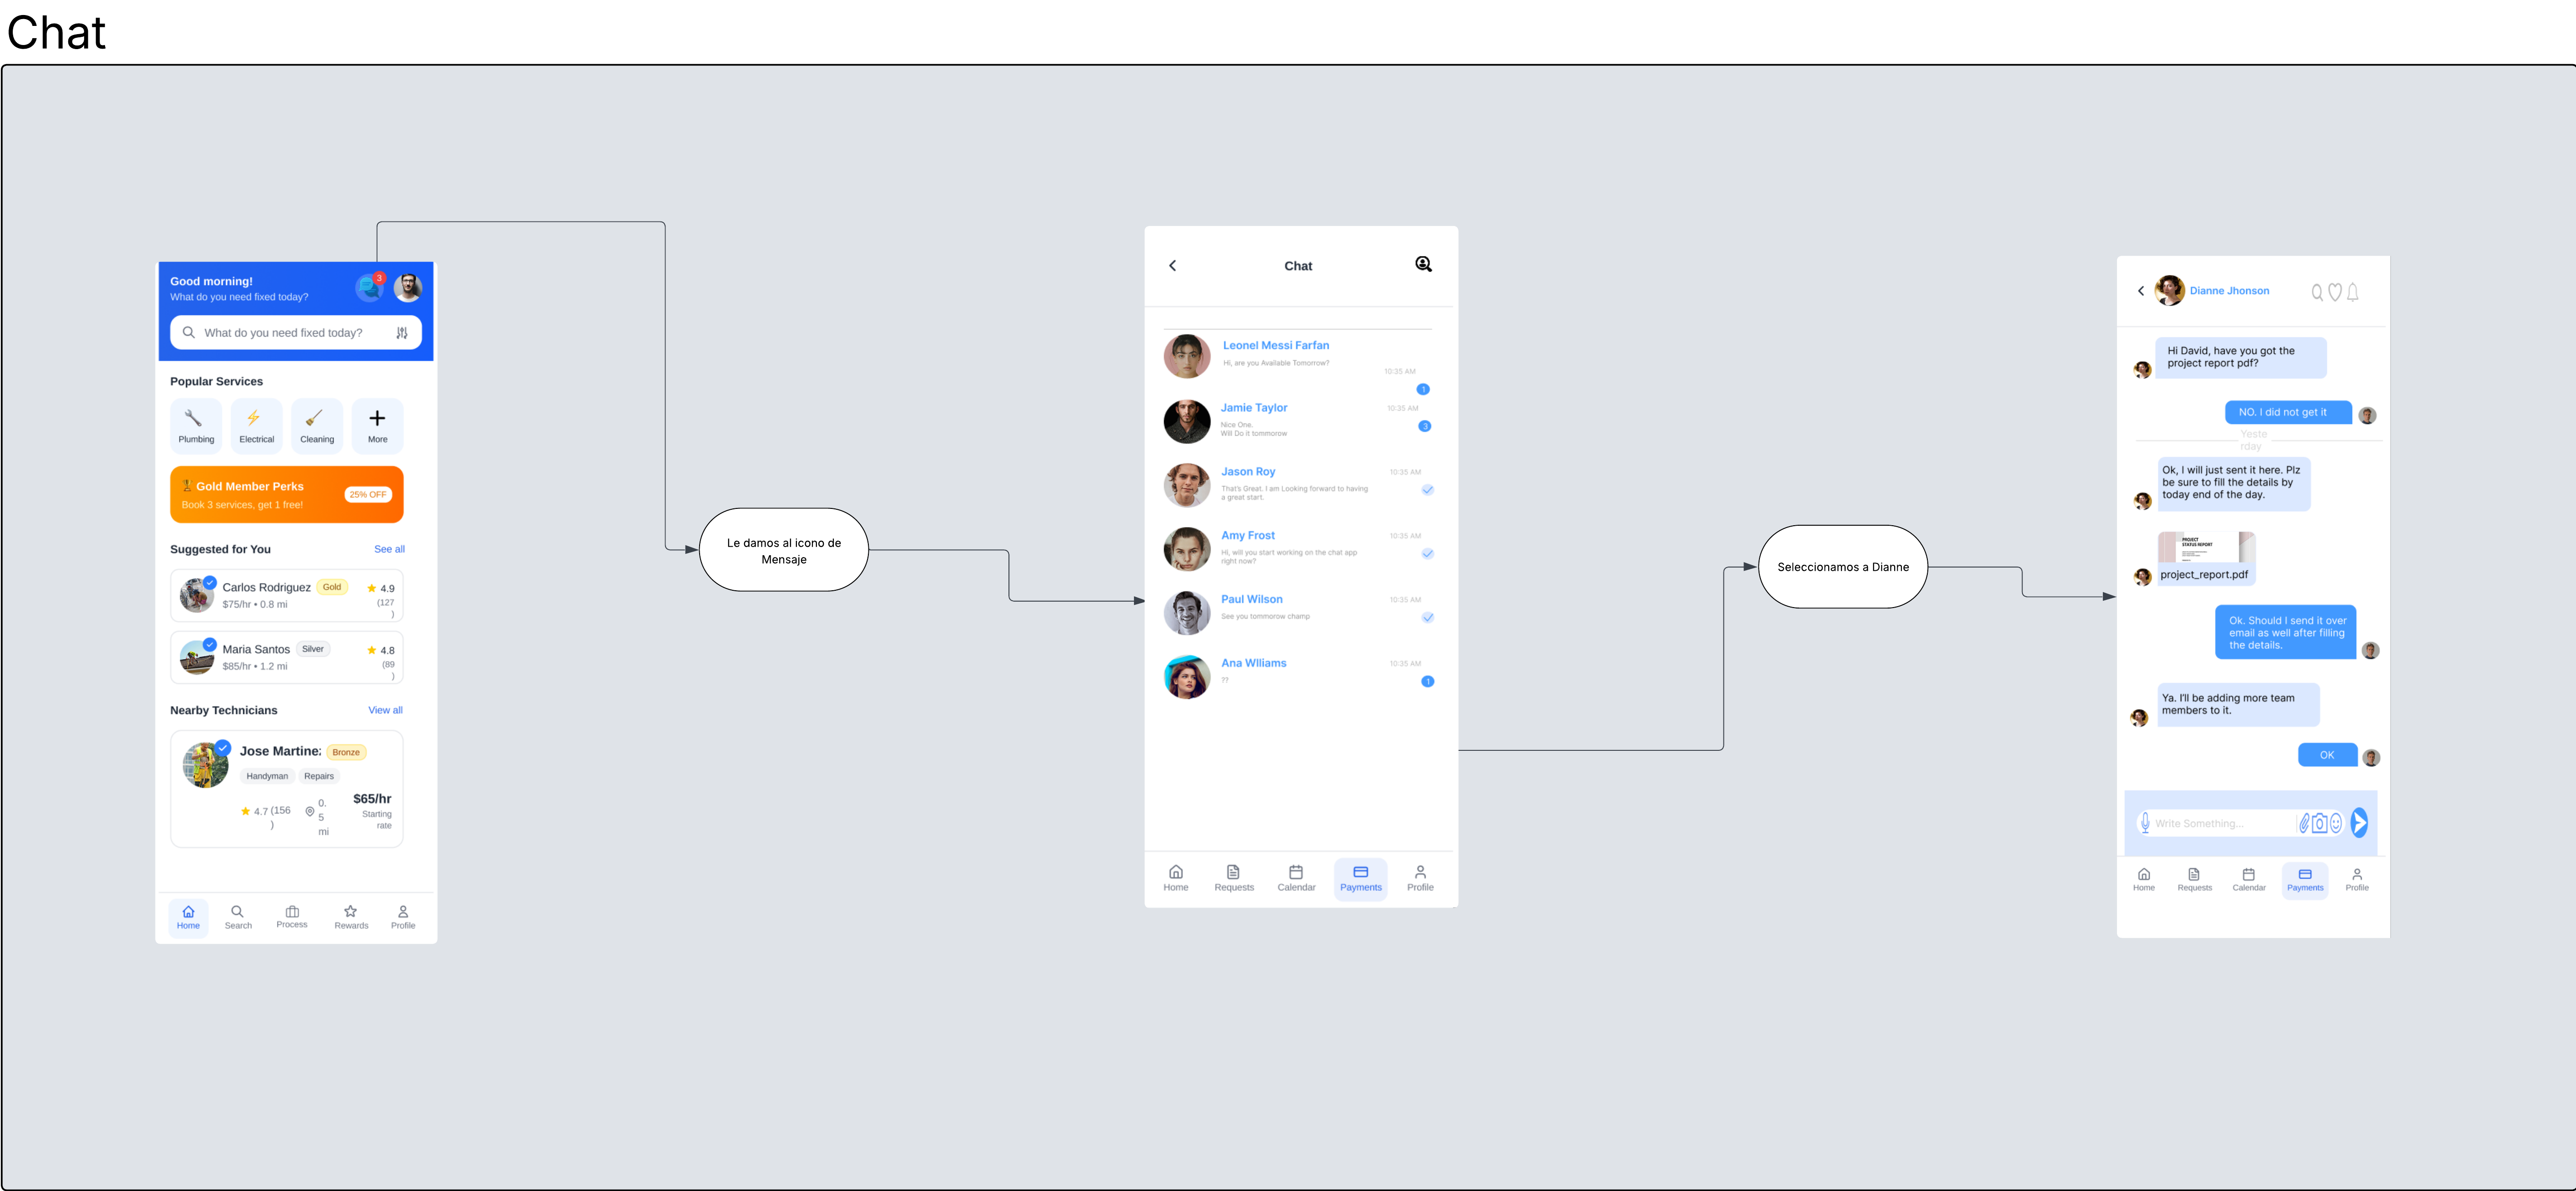 Chat
Good morning!
What do you need fixed today?
3
What do you need fixed today?
Popular Services
Plumbing
Electrical
Cleaning
More
Gold Member Perks
Book 3 services, get 1 free!
25% OFF
Suggested for You
See all
Carlos Rodriguez
Gold
4.9
$75/hr • 0.8 mi
(127
)
Maria Santos
Silver
4.8
$85/hr • 1.2 mi
(89
)
Nearby Technicians
View all
Jose Martine
Bronze
Handyman
Repairs
4.7 (156
)
0.
5
mi
$65/hr
Starting
rate
Home
Search
Process
Rewards
Profile
Le damos al icono de
Mensaje
Chat
Leonel Messi Farfan
Hi, are you Available Tomorrow?
10:35 AM
1
Jamie Taylor
10:35 AM
Nice One.
Will Do it tommorow
3
Jason Roy
10:35 AM
That's Great. I am Looking forward to having
a great start.
Amy Frost
10:35 AM
Hi, will you start working on the chat app
right now?
Paul Wilson
10:35 AM
See you tommorow champ
Ana Wlliams
10:35 AM
??
1
Home
Requests
Calendar
Payments
Profile
Seleccionamos a Dianne
Dianne Jhonson
Hi David, have you got the
project report pdf?
NO. I did not get it
Yeste
rday
Ok, I will just sent it here. Plz
be sure to fill the details by
today end of the day.
PROJECT
STATUS REPORT
project_report.pdf
Ok. Should I send it over
email as well after filling
the details.
Ya. I'll be adding more team
members to it.
OK
Write Something...
Home
Requests
Calendar
Payments
Profile